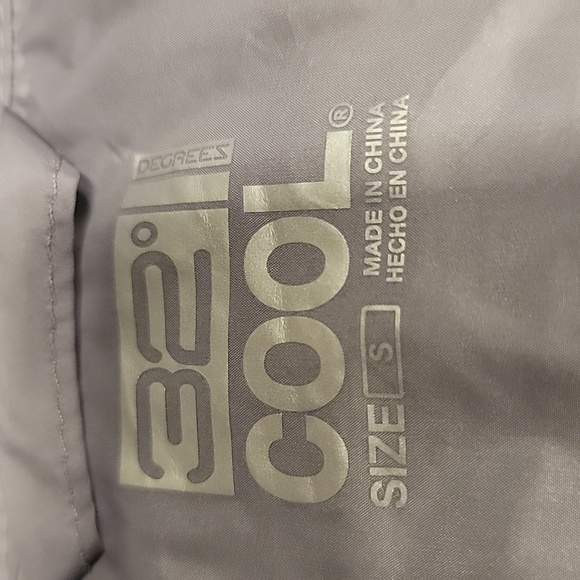 32° DEGREES
COOL®
SIZE S
MADE IN CHINA
HECHO EN CHINA